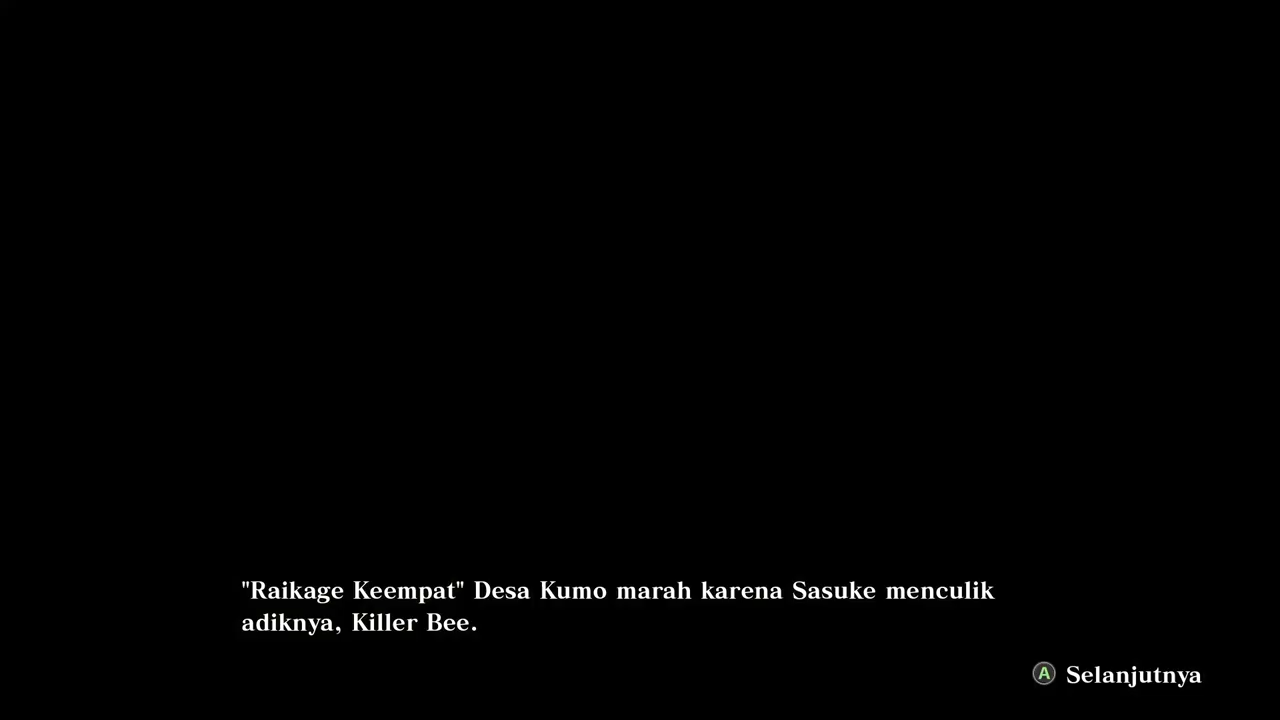 "Raikage Keempat" Desa Kumo marah karena Sasuke menculik
adiknya, Killer Bee.
A Selanjutnya